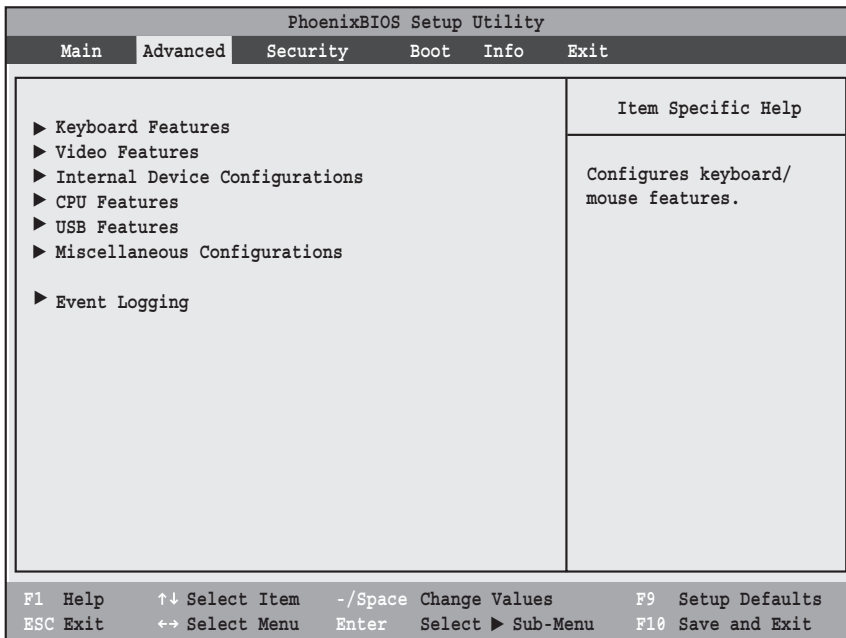 PhoenixBIOS Setup Utility
Main Advanced Security Boot Info Exit
Item Specific Help
▶ Keyboard Features
▶ Video Features
▶ Internal Device Configurations
▶ CPU Features
▶ USB Features
▶ Miscellaneous Configurations
▶ Event Logging
Configures keyboard/
mouse features.
F1 Help ↑↓ Select Item -/Space Change Values F9 Setup Defaults
ESC Exit ←→ Select Menu Enter Select ▶ Sub-Menu F10 Save and Exit